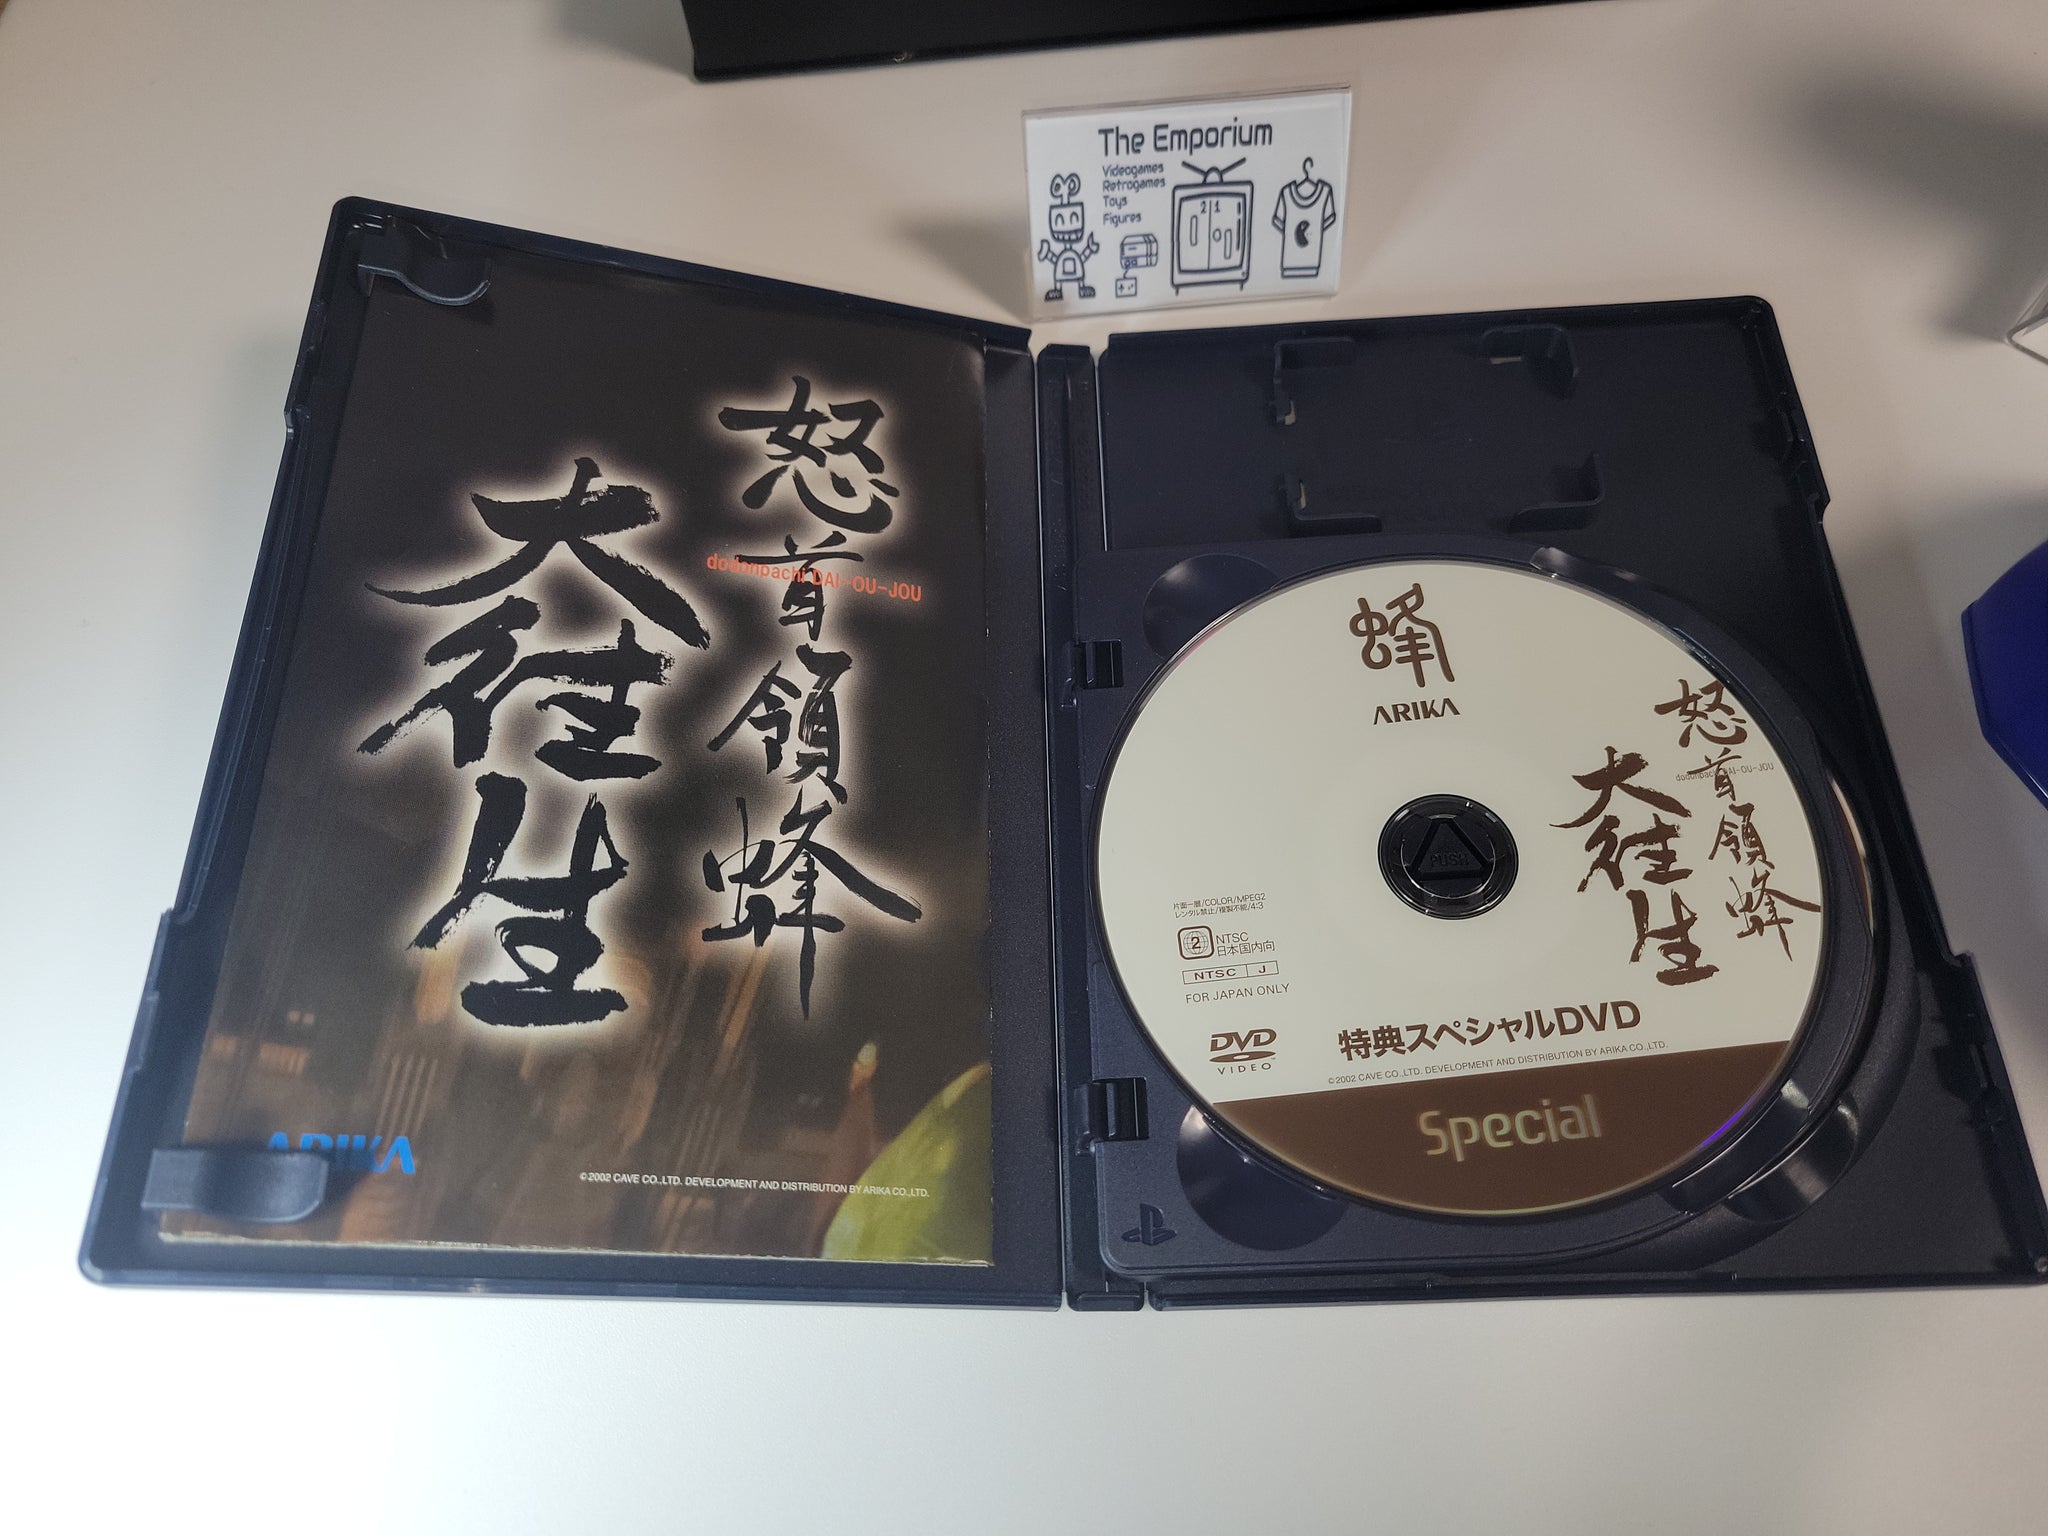 The Emporium
Videogames
Retrogames
Toys
Figures
2 1
怒首領蜂
dodonpachi DAI-OU-JOU
大往生
ARIKA
©2002 CAVE CO.,LTD. DEVELOPMENT AND DISTRIBUTION BY ARIKA CO.,LTD.
蜂
ARIKA
怒首領蜂
dodonpachi DAI-OU-JOU
大往生
PUSH
片面一層/COLOR/MPEG2
レンタル禁止/複製不能/4:3
2 NTSC
日本国内向
NTSC J
FOR JAPAN ONLY
DVD
VIDEO
特典スペシャルDVD
©2002 CAVE CO.,LTD. DEVELOPMENT AND DISTRIBUTION BY ARIKA CO.,LTD.
Special